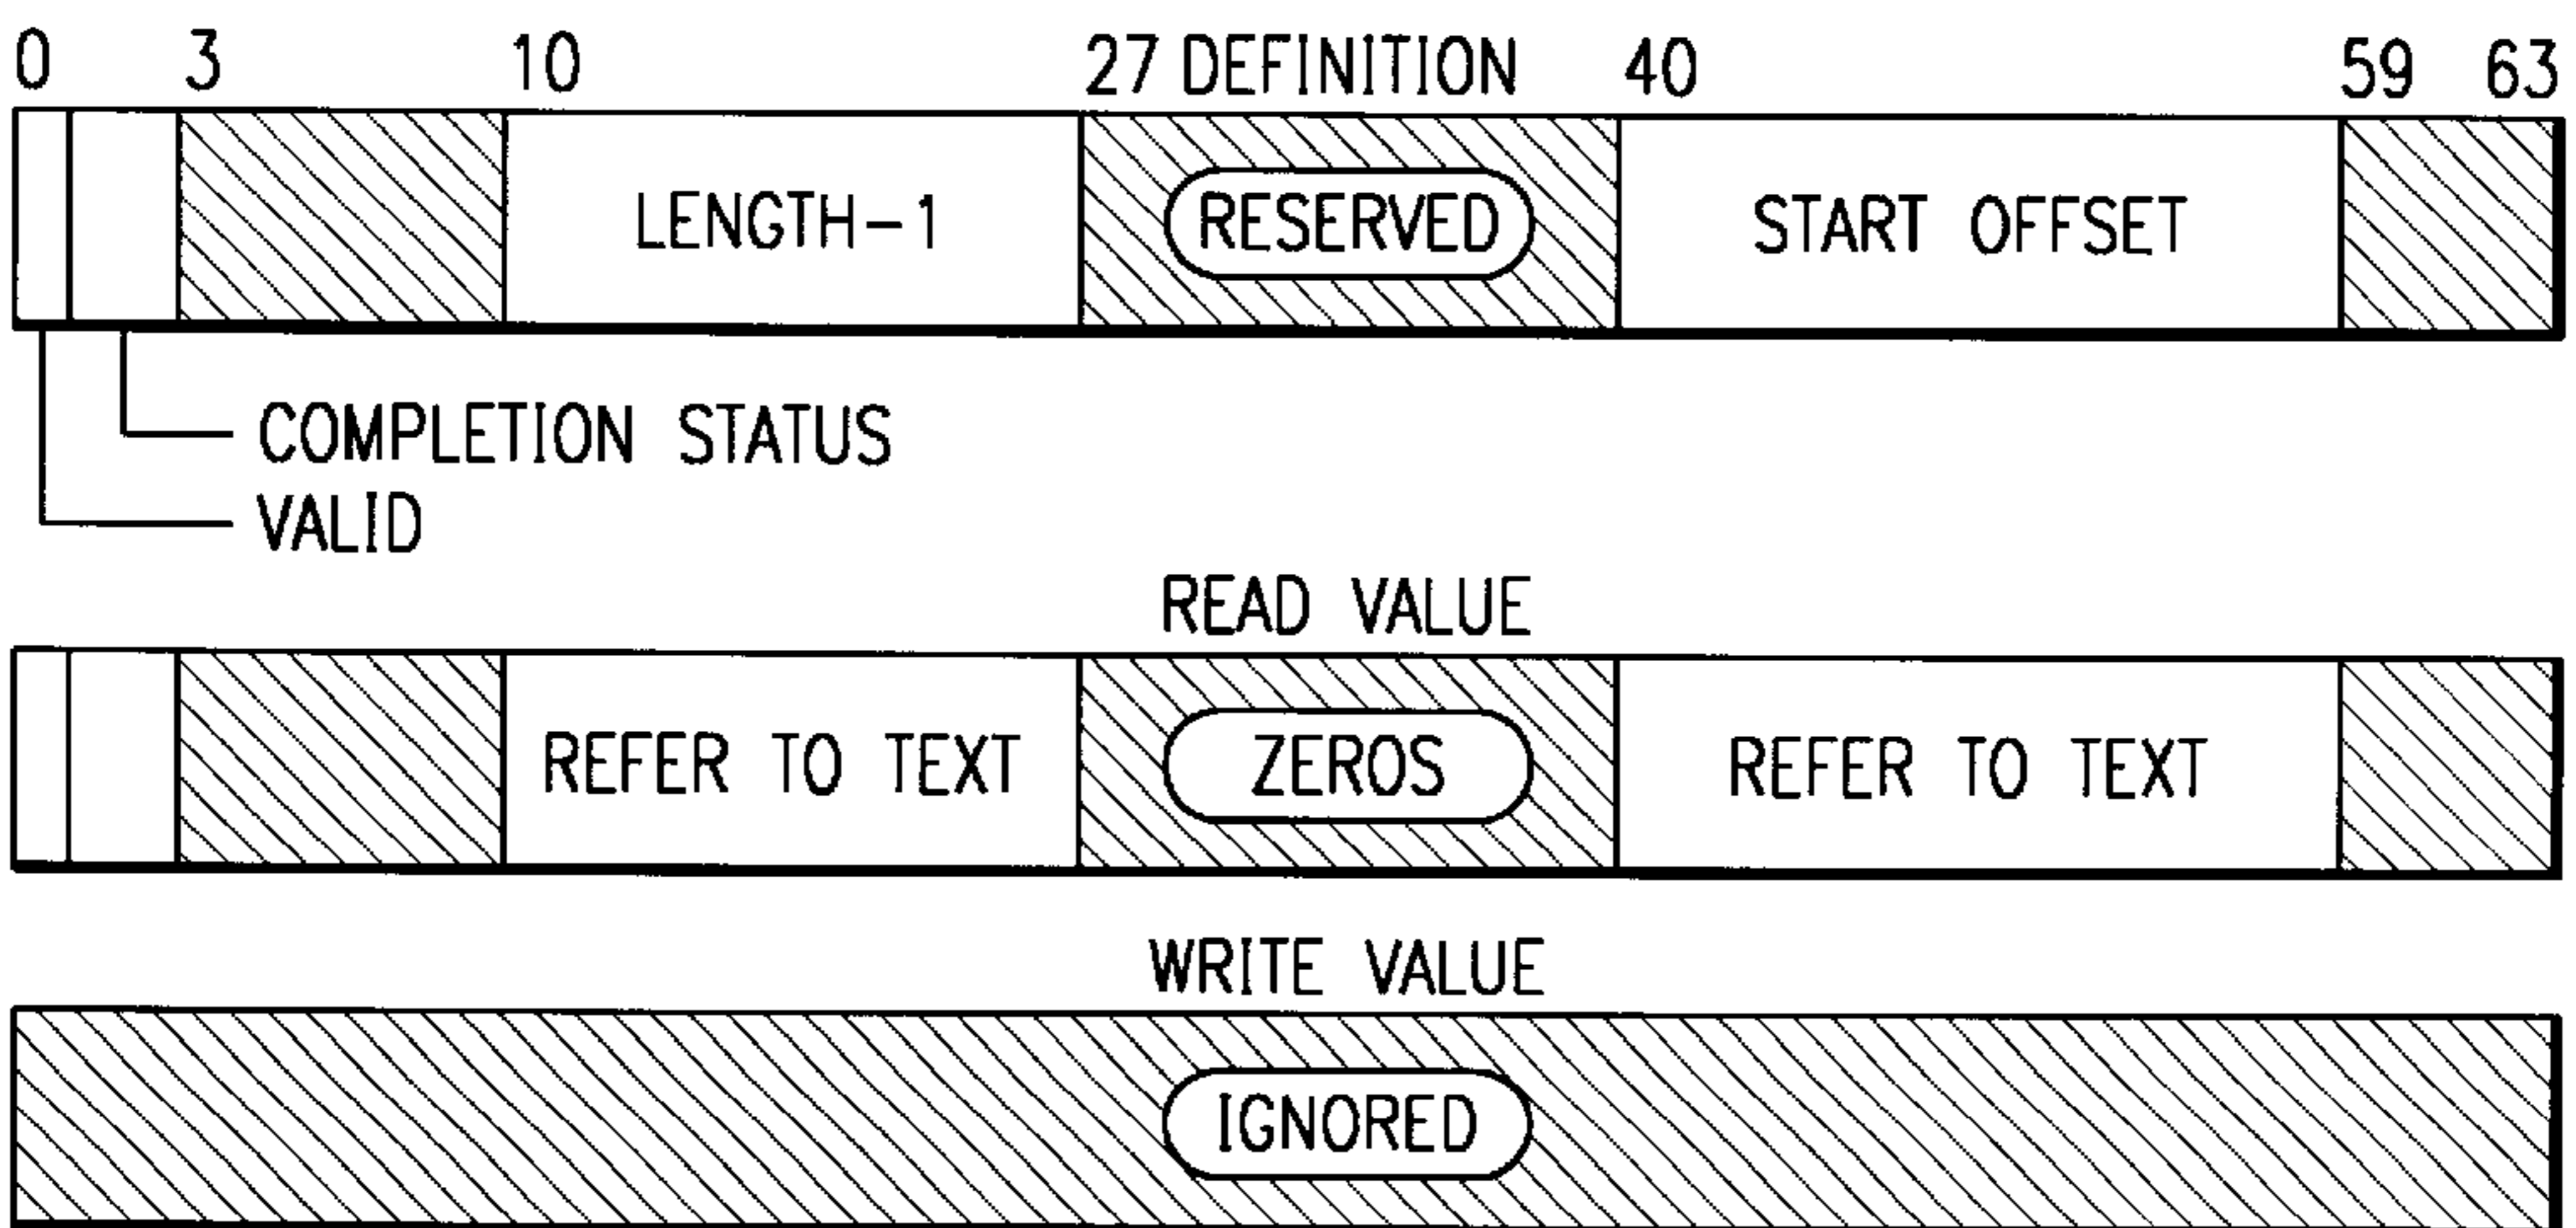 0 3 10 27 DEFINITION 40 59 63
LENGTH-1 RESERVED START OFFSET
COMPLETION STATUS
VALID
READ VALUE
REFER TO TEXT ZEROS REFER TO TEXT
WRITE VALUE
IGNORED